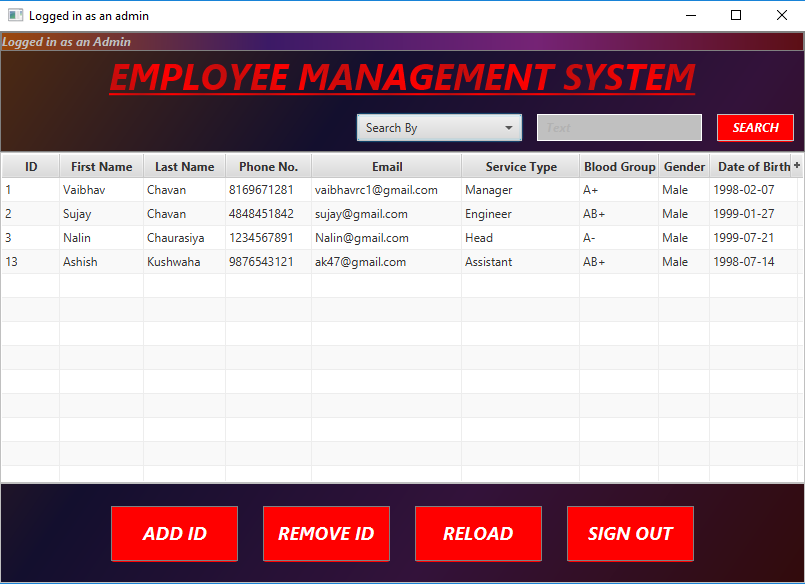 Logged in as an admin
Logged in as an Admin
EMPLOYEE MANAGEMENT SYSTEM
Search By Text SEARCH
ID First Name Last Name Phone No. Email Service Type Blood Group Gender Date of Birth +
1 Vaibhav Chavan 8169671281 vaibhavrc1@gmail.com Manager A+ Male 1998-02-07
2 Sujay Chavan 4848451842 sujay@gmail.com Engineer AB+ Male 1999-01-27
3 Nalin Chaurasiya 1234567891 Nalin@gmail.com Head A- Male 1999-07-21
13 Ashish Kushwaha 9876543121 ak47@gmail.com Assistant AB+ Male 1998-07-14
ADD ID REMOVE ID RELOAD SIGN OUT